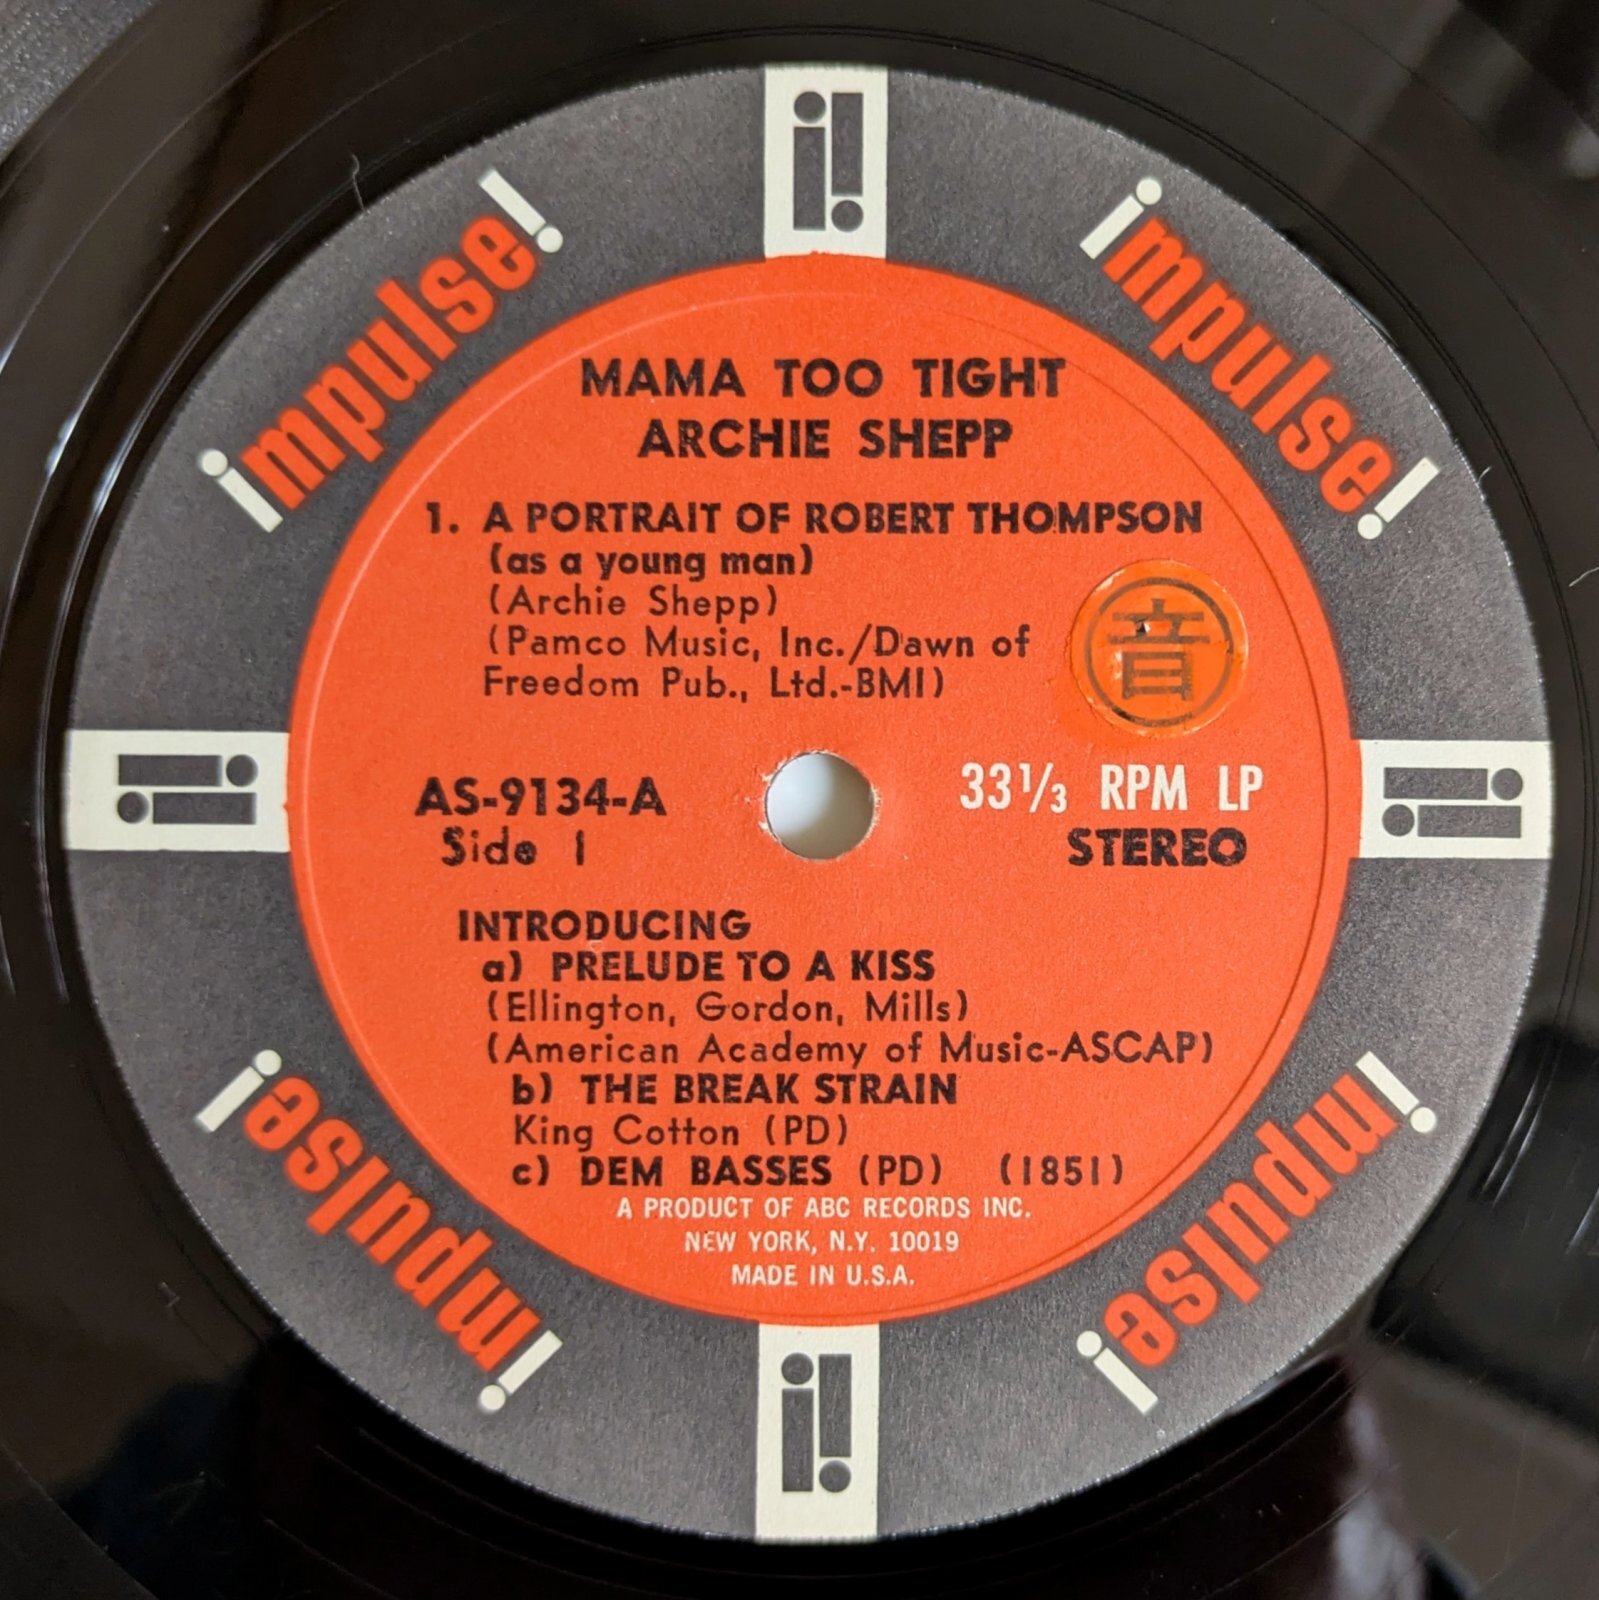 impulse!
impulse!
MAMA TOO TIGHT
ARCHIE SHEPP
1. A PORTRAIT OF ROBERT THOMPSON
(as a young man)
(Archie Shepp)
(Pamco Music, Inc./Dawn of
Freedom Pub., Ltd.-BMI)
音
AS-9134-A
Side 1
33 1/3 RPM LP
STEREO
INTRODUCING
a) PRELUDE TO A KISS
(Ellington, Gordon, Mills)
(American Academy of Music-ASCAP)
b) THE BREAK STRAIN
King Cotton (PD)
c) DEM BASSES (PD) (1851)
A PRODUCT OF ABC RECORDS INC.
NEW YORK, N.Y. 10019
MADE IN U.S.A.
impulse!
impulse!